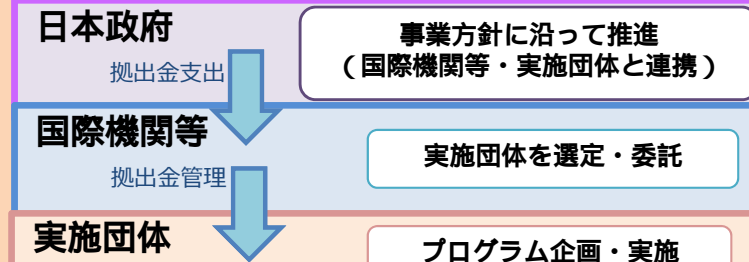 日本政府
事業方針に沿って推進
（国際機関等・実施団体と連携）
拠出金支出
国際機関等
実施団体を選定・委託
拠出金管理
実施団体
プログラム企画・実施